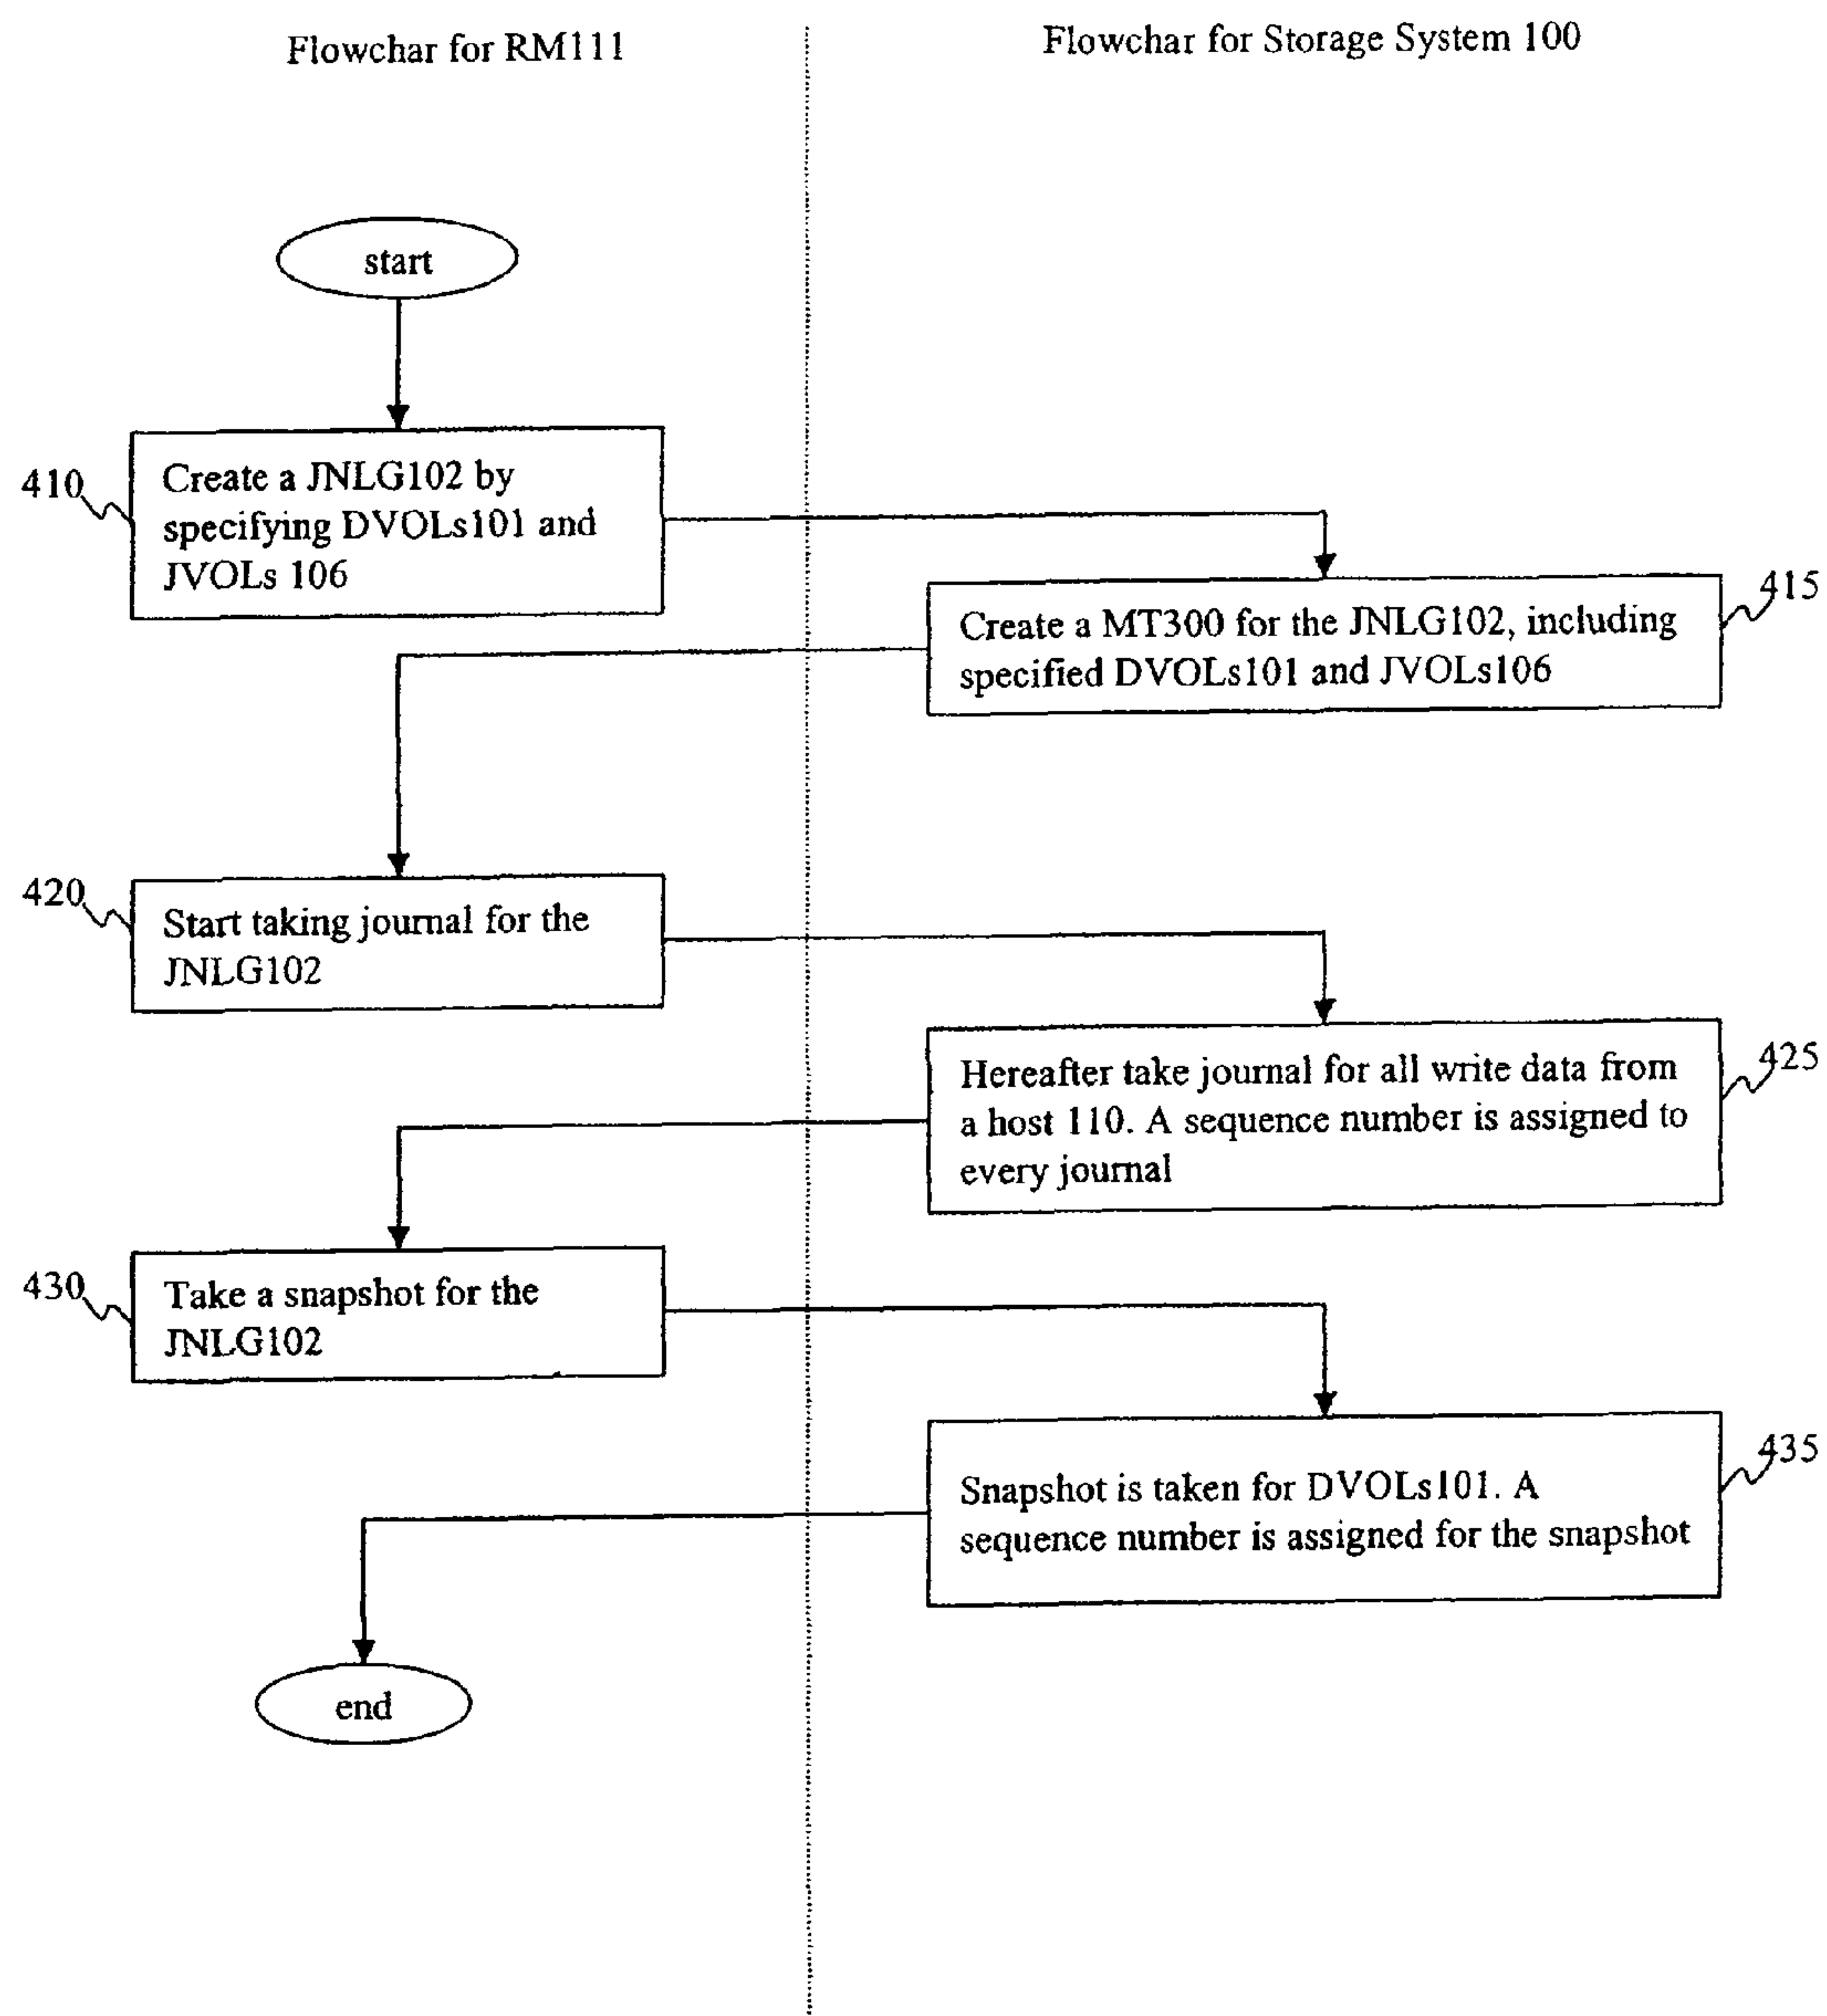 Flowchar for RM111
Flowchar for Storage System 100
start
410
Create a JNLG102 by
specifying DVOLs101 and
JVOLs 106
415
Create a MT300 for the JNLG102, including
specified DVOLs101 and JVOLs106
420
Start taking journal for the
JNLG102
425
Hereafter take journal for all write data from
a host 110. A sequence number is assigned to
every journal
430
Take a snapshot for the
JNLG102
435
Snapshot is taken for DVOLs101. A
sequence number is assigned for the snapshot
end